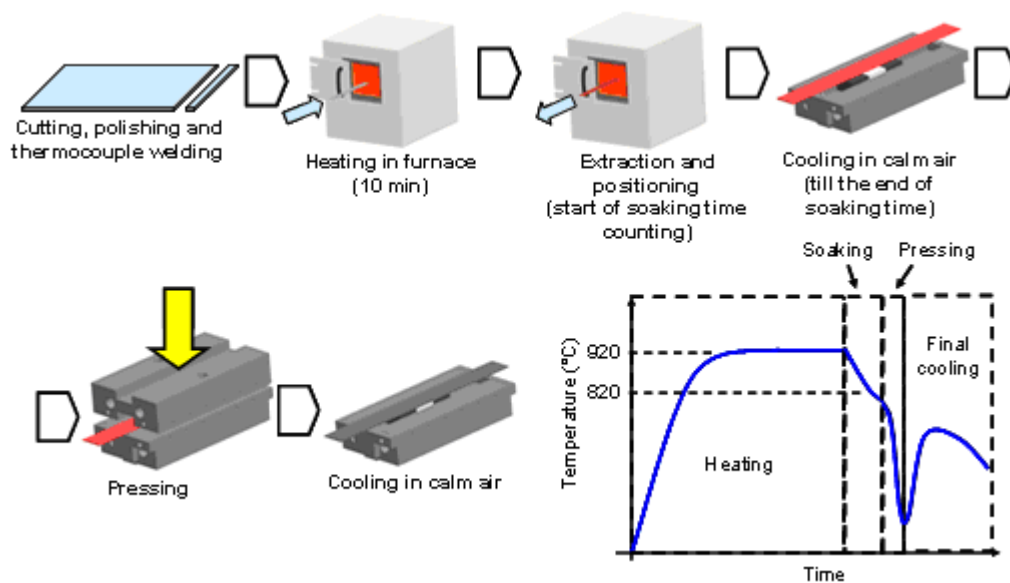 Cutting, polishing and
thermocouple welding
Heating in furnace
(10 min)
Extraction and
positioning
(start of soaking time
counting)
Cooling in calm air
(till the end of
soaking time)
Pressing
Cooling in calm air
Soaking
Pressing
Temperature (°C)
920
820
Heating
Final
cooling
Time